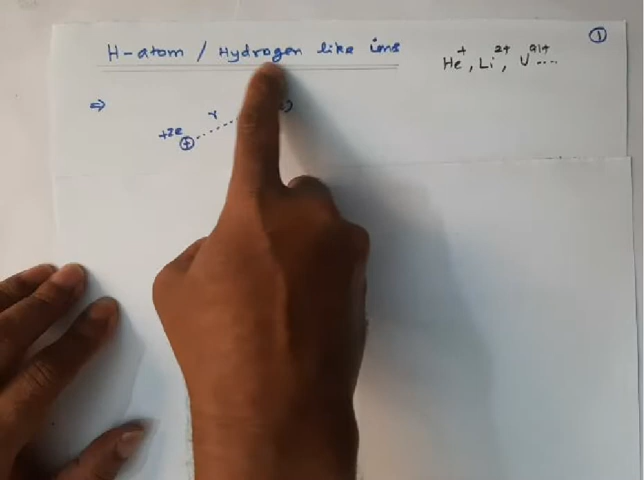 H-atom / Hydrogen like ions
He⁺, Li²⁺, U⁹¹⁺....
①
⇒
r
+Ze
+